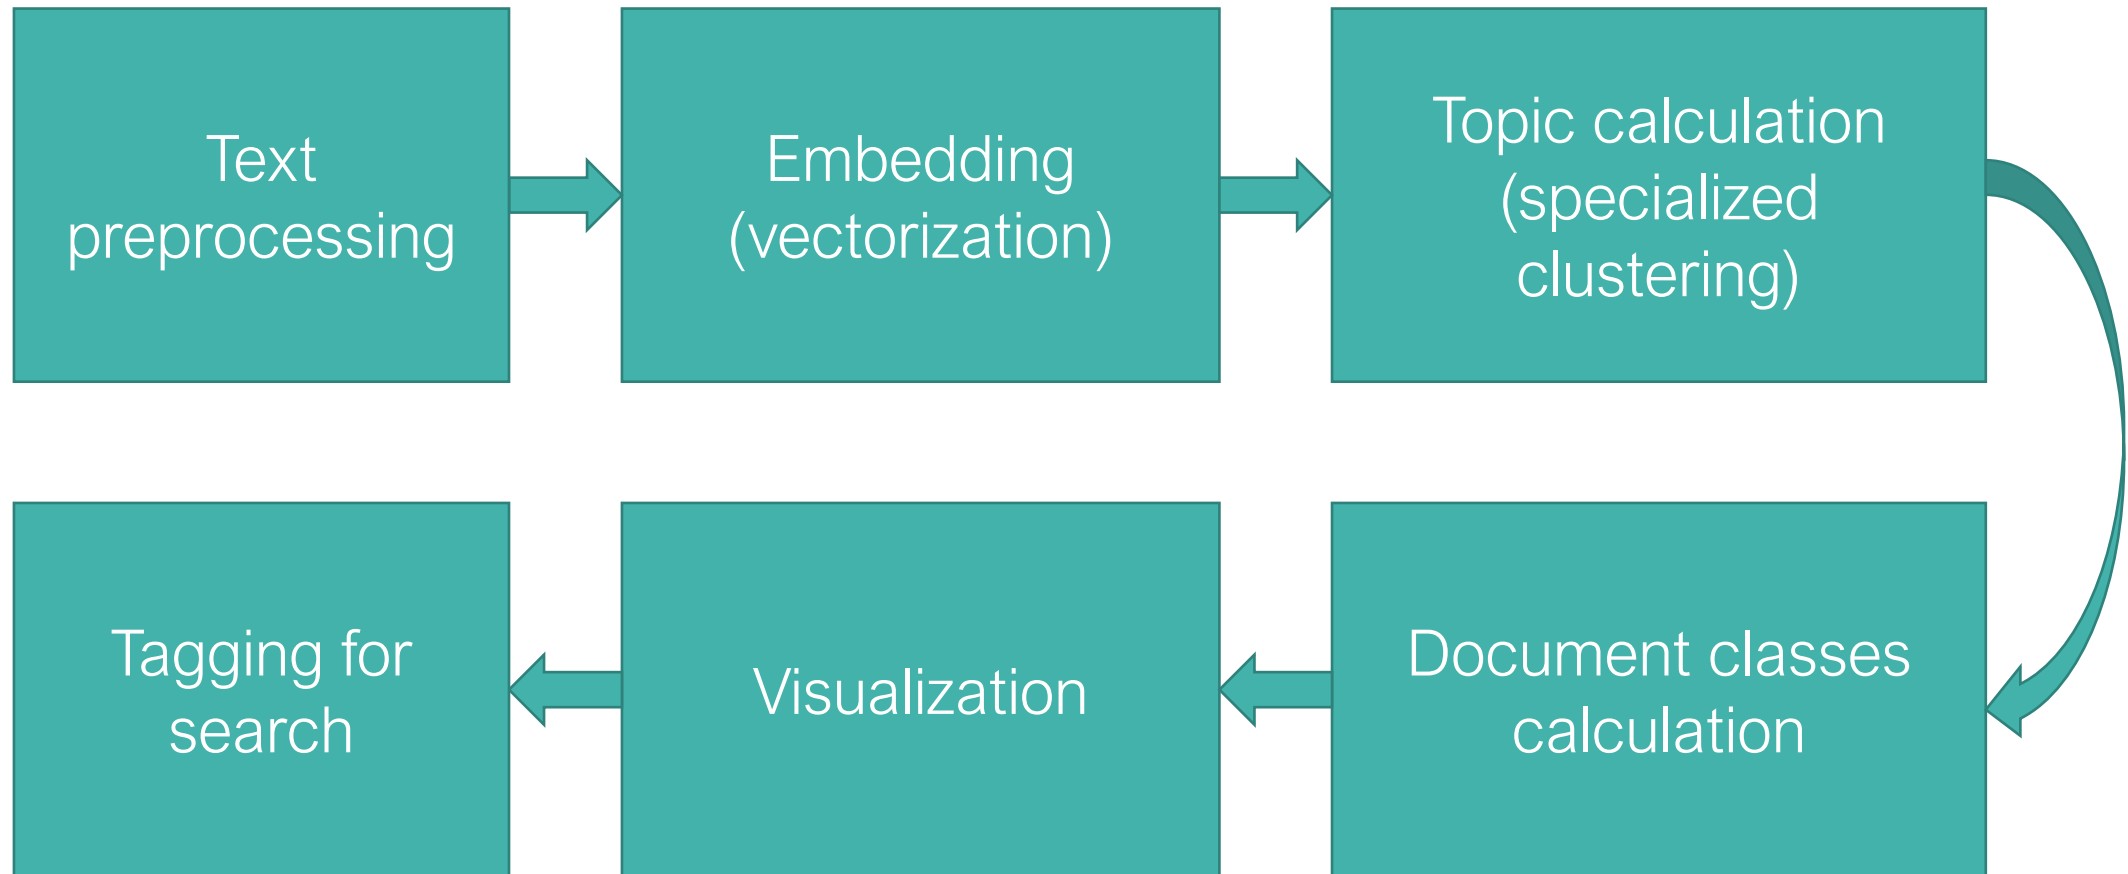 Text
preprocessing
Embedding
(vectorization)
Topic calculation
(specialized
clustering)
Document classes
calculation
Visualization
Tagging for
search